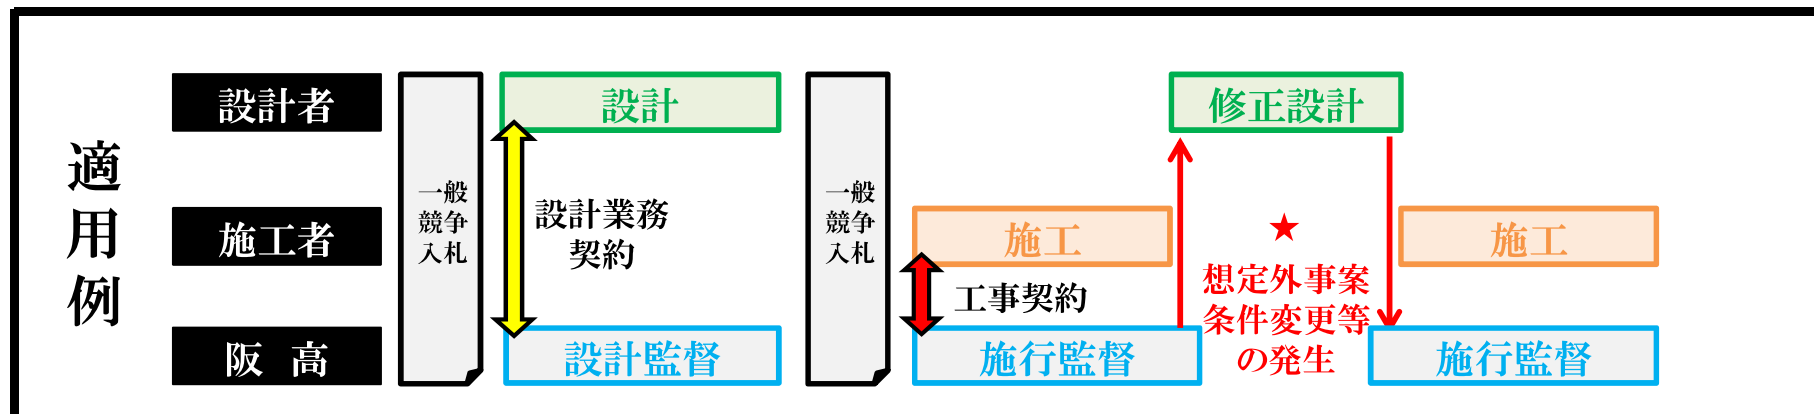 適用例
設計者
施工者
阪 高
一般
競争
入札
設計
設計業務
契約
設計監督
一般
競争
入札
施工
工事契約
施行監督
修正設計
★
想定外事案
条件変更等
の発生
施工
施行監督